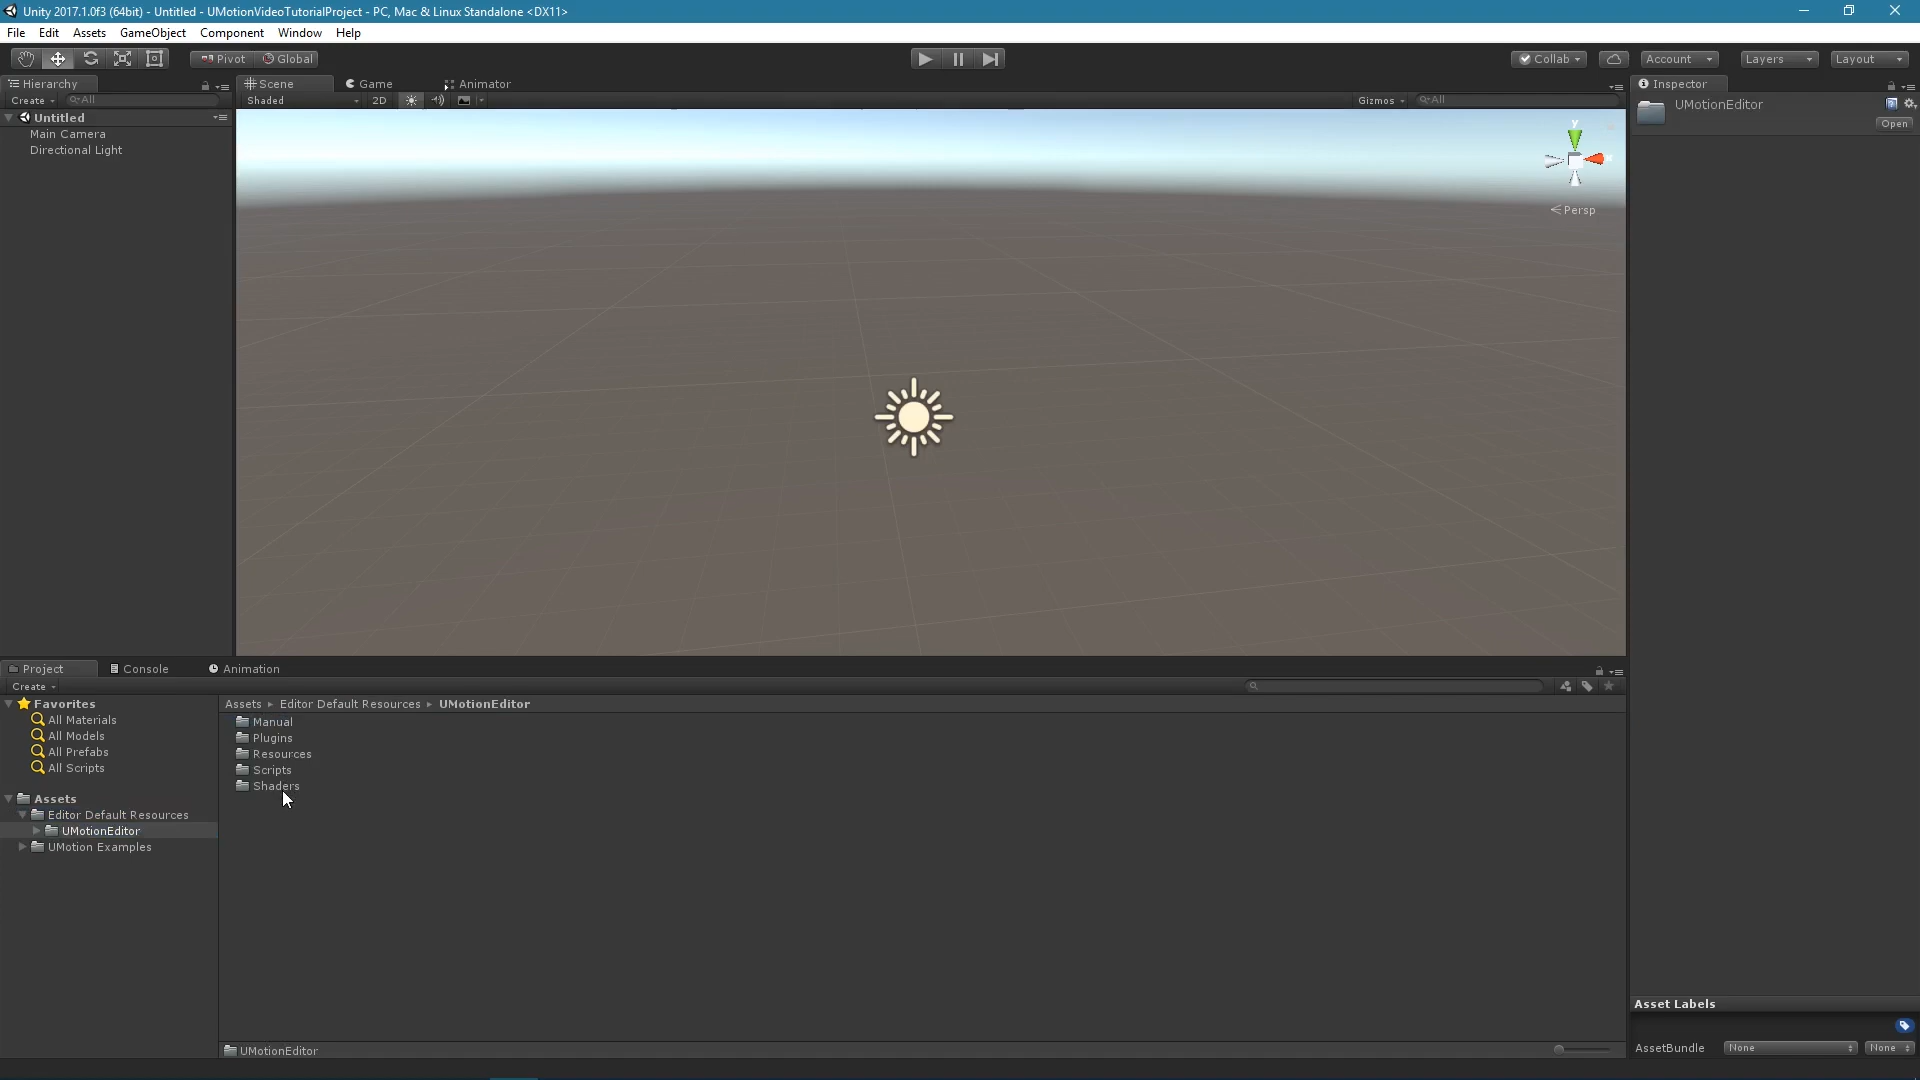 Unity 2017.1.0f3 (64bit) - Untitled - UMotionVideoTutorialProject - PC, Mac & Linux Standalone <DX11>
File Edit Assets GameObject Component Window Help
Pivot Global Collab Account Layers Layout
Hierarchy
Create All
Untitled
Main Camera
Directional Light
Scene Game Animator
Shaded 2D Gizmos All
y
Persp
Inspector
UMotionEditor
Open
Project Console Animation
Create
Favorites
All Materials
All Models
All Prefabs
All Scripts
Assets
Editor Default Resources
UMotionEditor
UMotion Examples
Assets ▸ Editor Default Resources ▸ UMotionEditor
Manual
Plugins
Resources
Scripts
Shaders
UMotionEditor
Asset Labels
AssetBundle None None